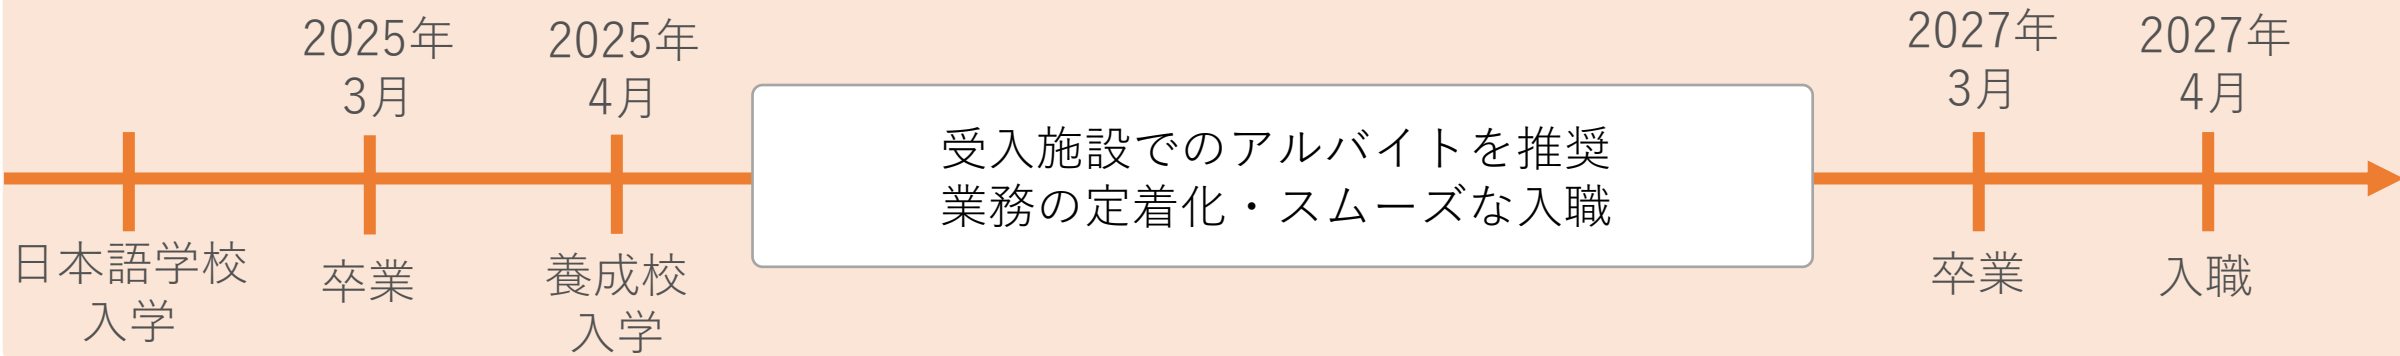 2025年
3月
2025年
4月
2027年
3月
2027年
4月
受入施設でのアルバイトを推奨
業務の定着化・スムーズな入職
日本語学校
入学
卒業
養成校
入学
卒業
入職